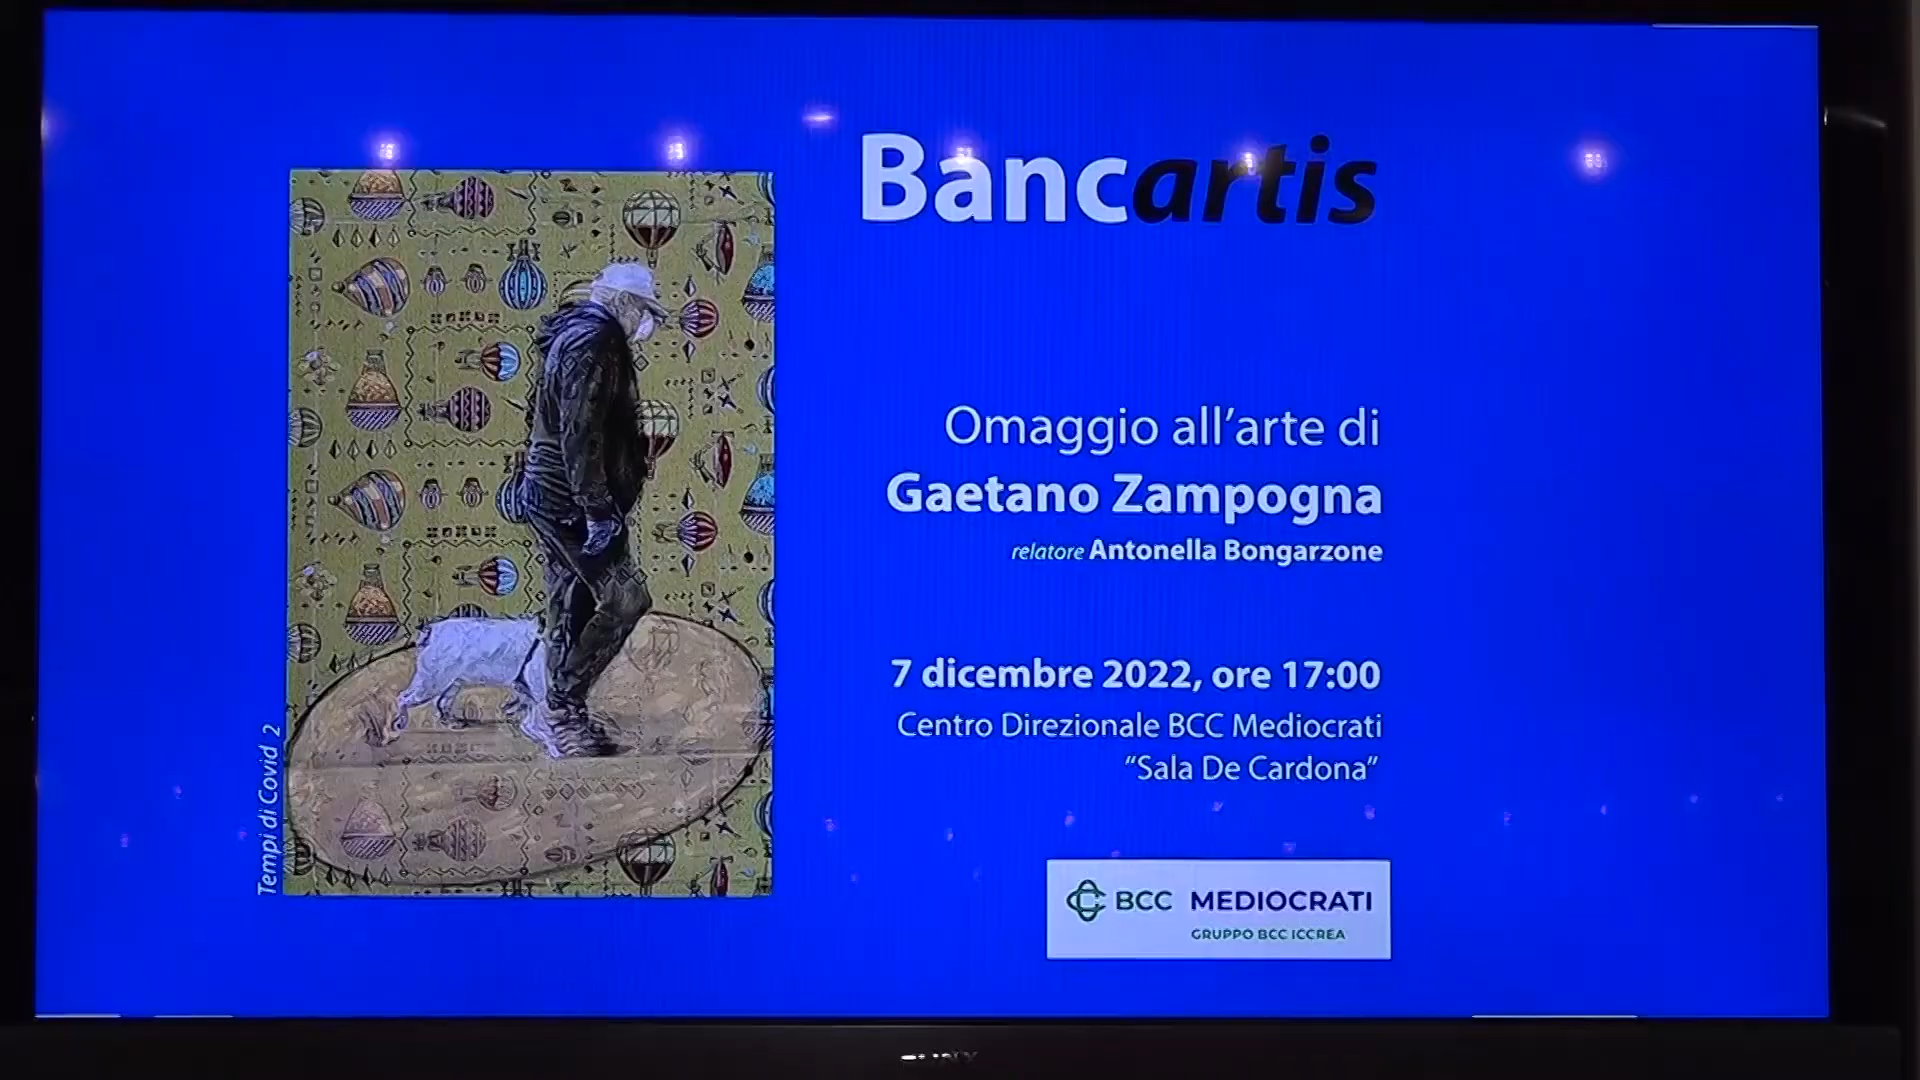 Bancartis
Omaggio all’arte di
Gaetano Zampogna
relatore Antonella Bongarzone
7 dicembre 2022, ore 17:00
Centro Direzionale BCC Mediocrati
“Sala De Cardona”
Tempi di Covid 2
BCC MEDIOCRATI
GRUPPO BCC ICCREA